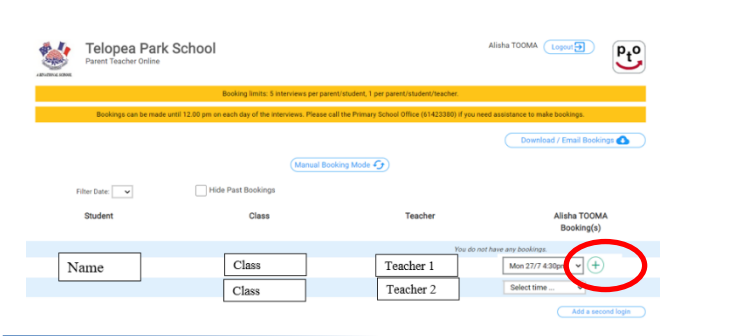 Telopea Park School
Parent Teacher Online
Alisha TOOMA
Logout
pto
Booking limits: 5 interviews per parent/student, 1 per parent/student/teacher.
Bookings can be made until 12.00 pm on each day of the interviews. Please call the Primary School Office (61423380) if you need assistance to make bookings.
Download / Email Bookings
Manual Booking Mode
Filter Date:
Hide Past Bookings
Student Class Teacher Alisha TOOMA
Booking(s)
You do not have any bookings.
Name Class Teacher 1 Mon 27/7 4:30pm
Class Teacher 2 Select time ...
Add a second login